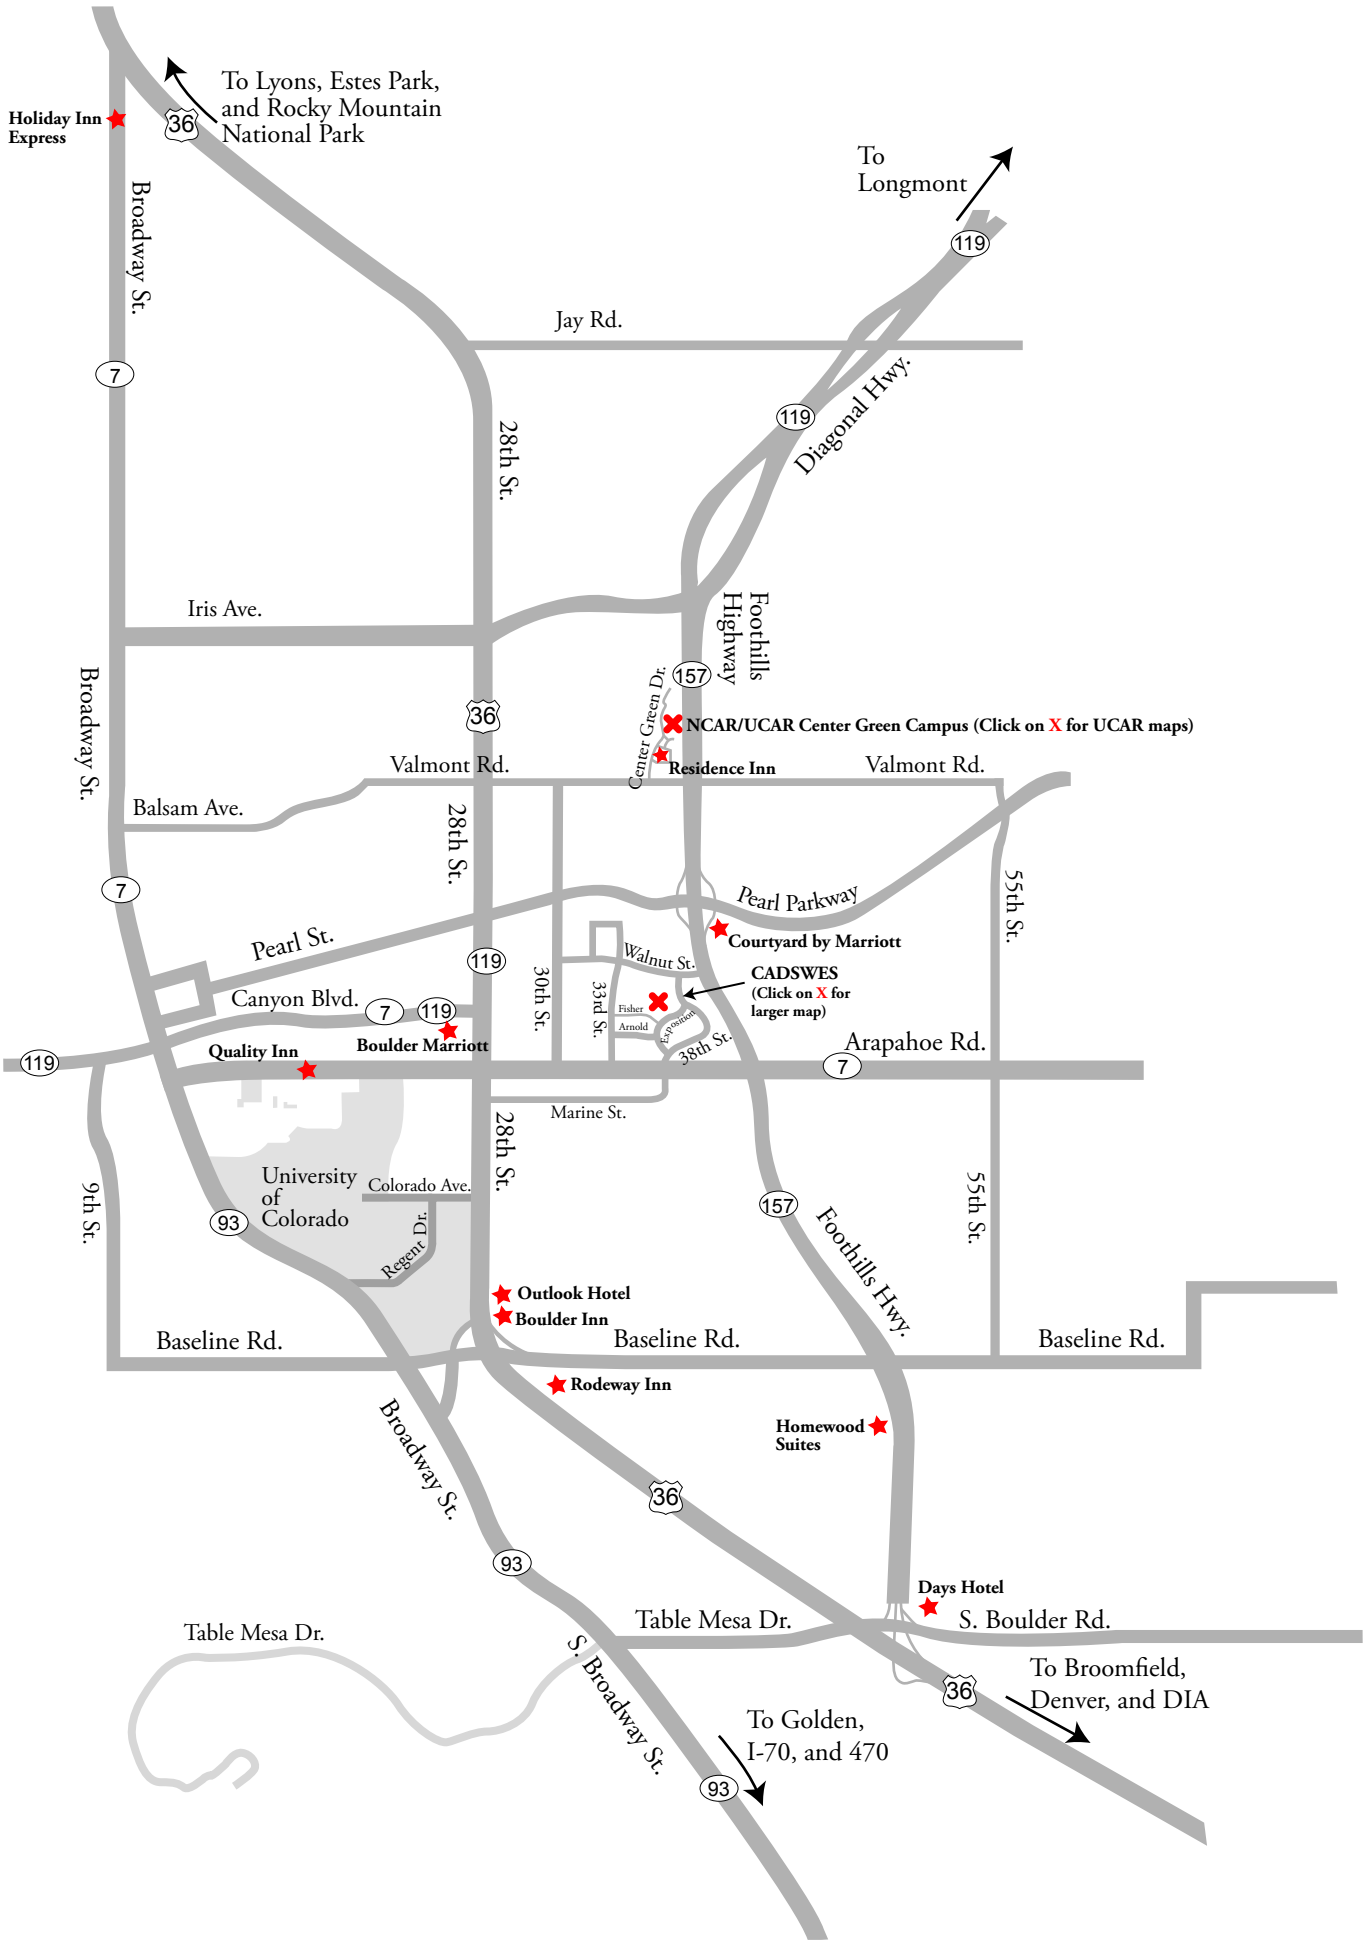 To Lyons, Estes Park,
and Rocky Mountain
National Park
36
Holiday Inn
Express
Broadway St.
To
Longmont
119
Jay Rd.
7
119
Diagonal Hwy.
28th St.
Iris Ave.
Foothills
Highway
Broadway St.
157
Center Green Dr.
36
NCAR/UCAR Center Green Campus (Click on X for UCAR maps)
Residence Inn
Valmont Rd.
Valmont Rd.
Balsam Ave.
28th St.
7
Pearl Parkway
55th St.
Pearl St.
Courtyard by Marriott
Walnut St.
119
CADSWES
(Click on X for
larger map)
30th St.
33rd St.
Canyon Blvd.
7
119
Fisher
Arnold
Exposition
38th St.
Boulder Marriott
Quality Inn
119
Arapahoe Rd.
7
Marine St.
28th St.
University
of
Colorado
Colorado Ave.
Regent Dr.
9th St.
93
157
55th St.
Foothills Hwy.
Outlook Hotel
Boulder Inn
Baseline Rd.
Baseline Rd.
Baseline Rd.
Rodeway Inn
Homewood
Suites
Broadway St.
36
93
Days Hotel
Table Mesa Dr.
S. Boulder Rd.
Table Mesa Dr.
S. Broadway St.
36
To Broomfield,
Denver, and DIA
To Golden,
I-70, and 470
93